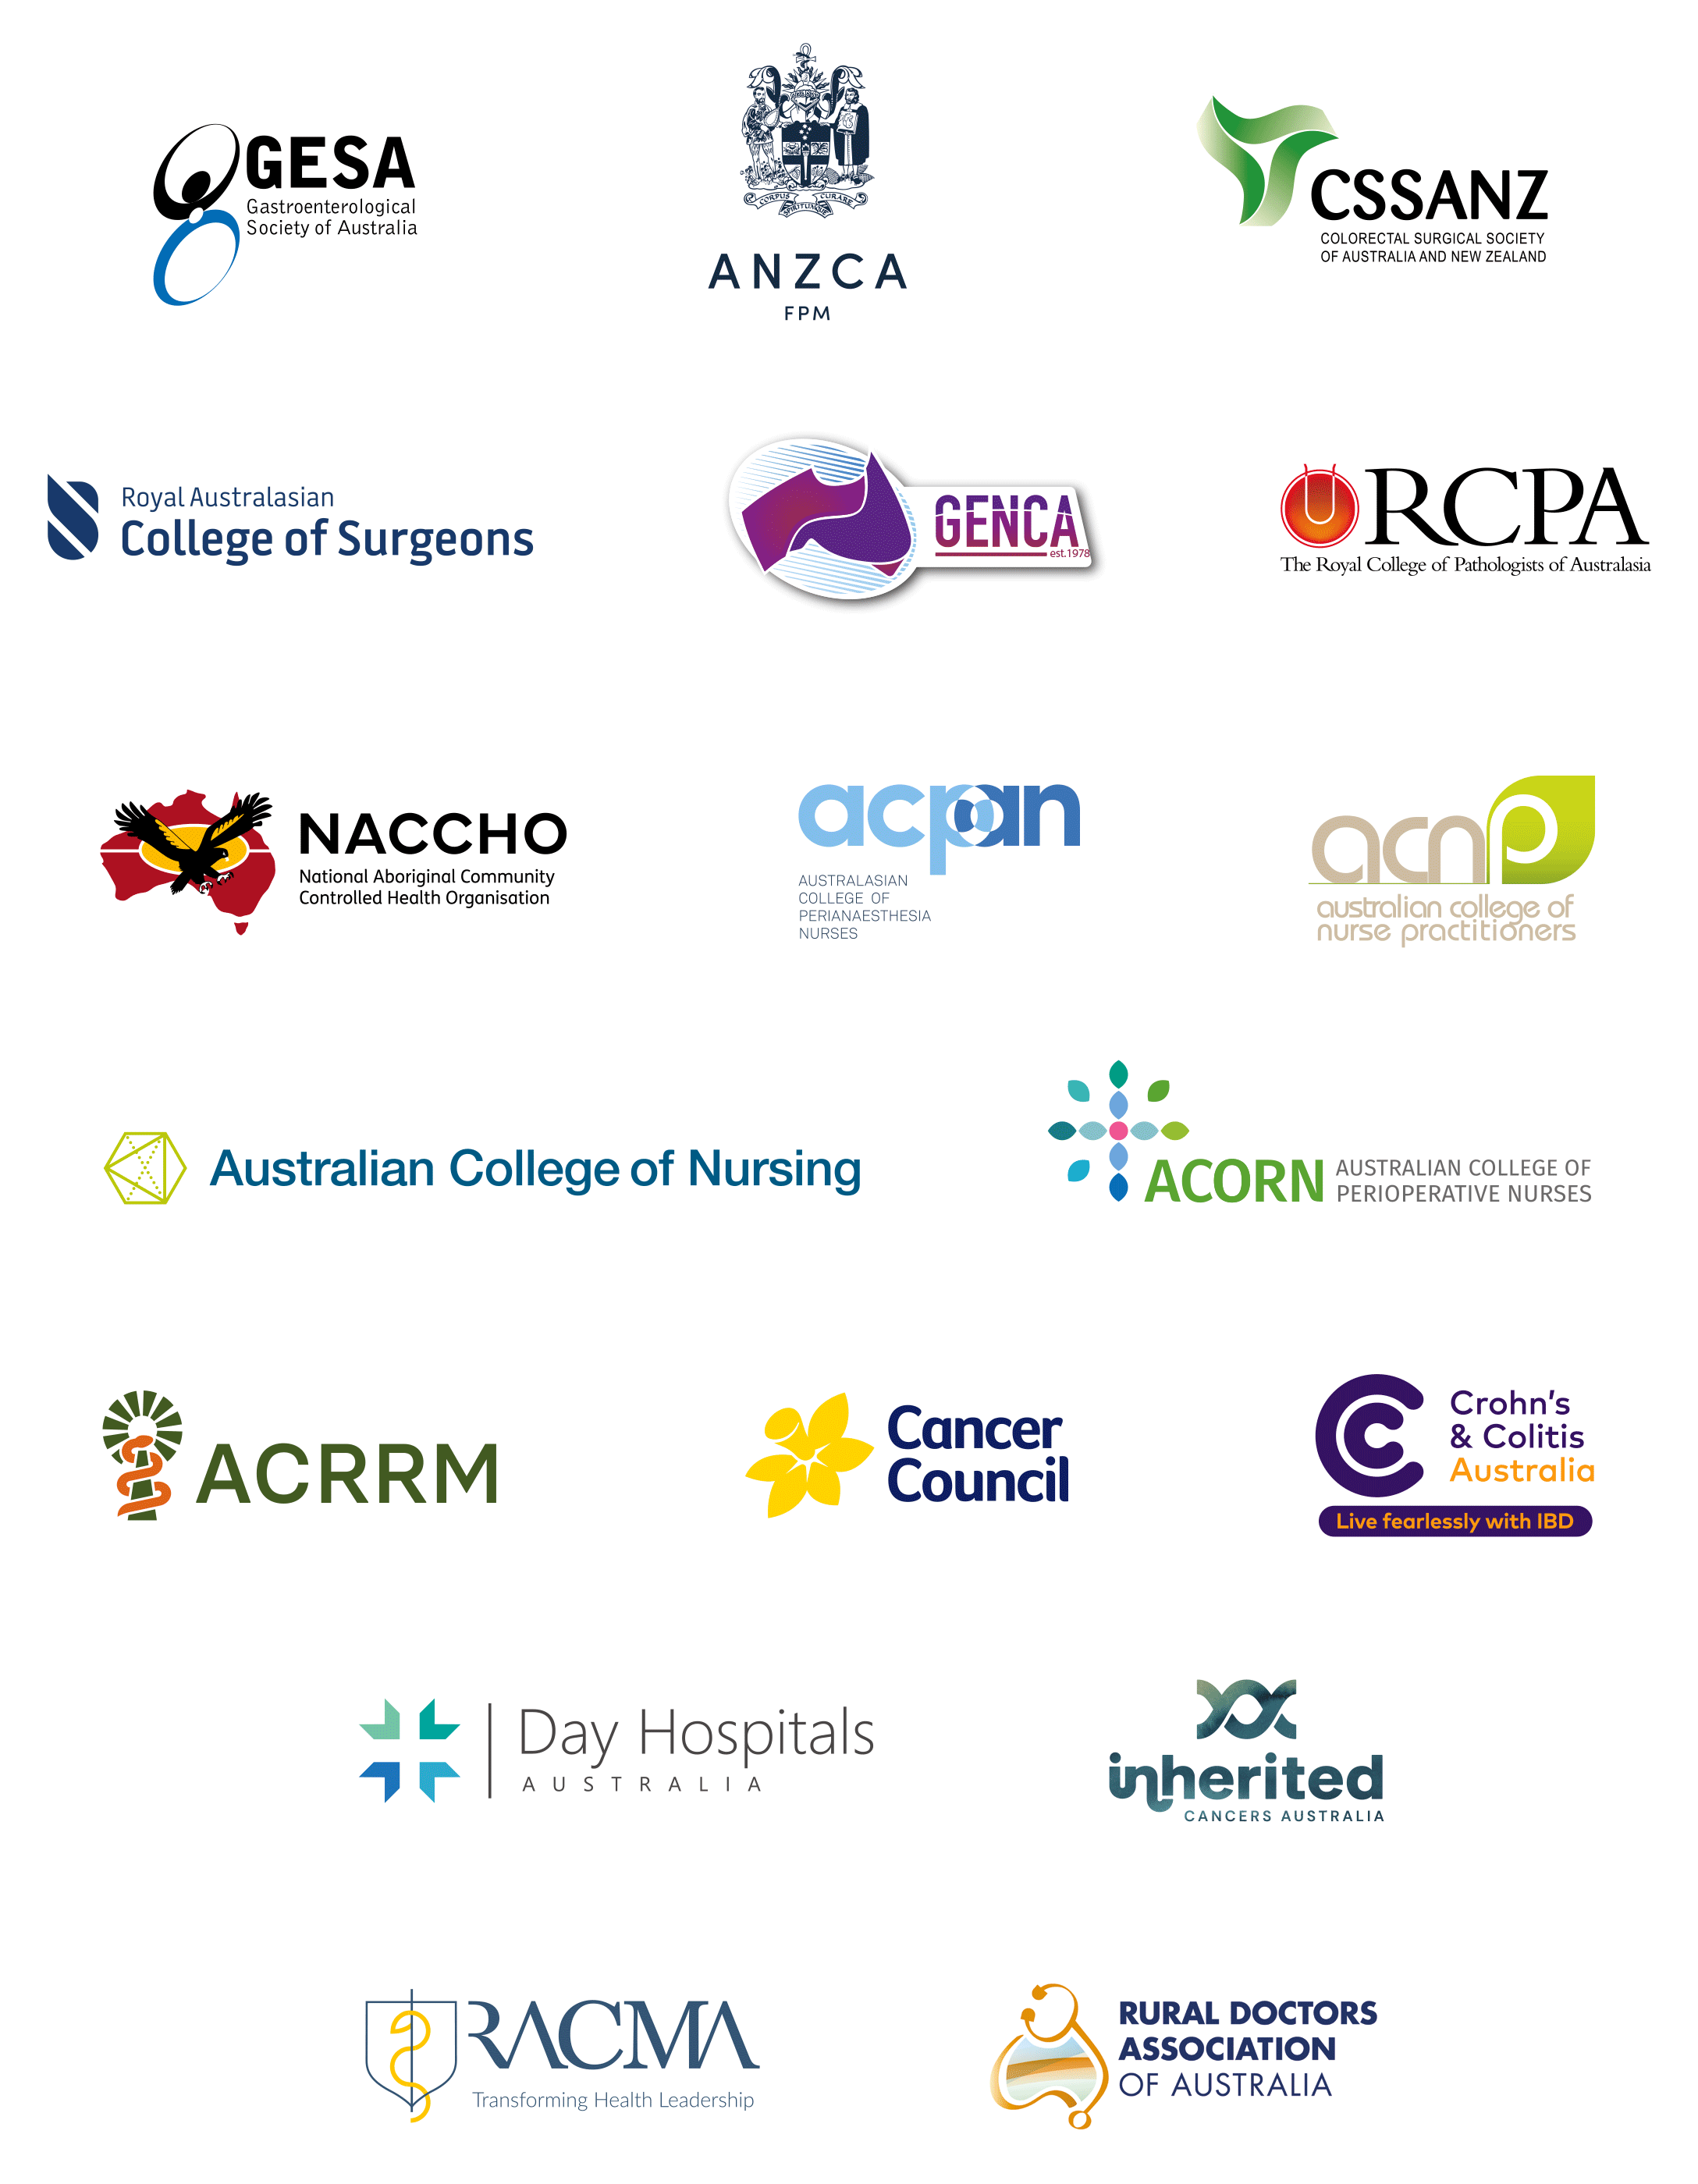 GESA
Gastroenterological
Society of Australia
CORPUS CURARE
SPIRITUMQUE
ANZCA
FPM
CSSANZ
COLORECTAL SURGICAL SOCIETY
OF AUSTRALIA AND NEW ZEALAND
Royal Australasian
College of Surgeons
GENCA
est.1978
RCPA
The Royal College of Pathologists of Australasia
NACCHO
National Aboriginal Community
Controlled Health Organisation
acpan
AUSTRALASIAN
COLLEGE OF
PERIANAESTHESIA
NURSES
acnp
australian college of
nurse practitioners
Australian College of Nursing
ACORN
AUSTRALIAN COLLEGE OF
PERIOPERATIVE NURSES
ACRRM
Cancer
Council
Crohn's
& Colitis
Australia
Live fearlessly with IBD
Day Hospitals
AUSTRALIA
inherited
CANCERS AUSTRALIA
RACMA
Transforming Health Leadership
RURAL DOCTORS
ASSOCIATION
OF AUSTRALIA